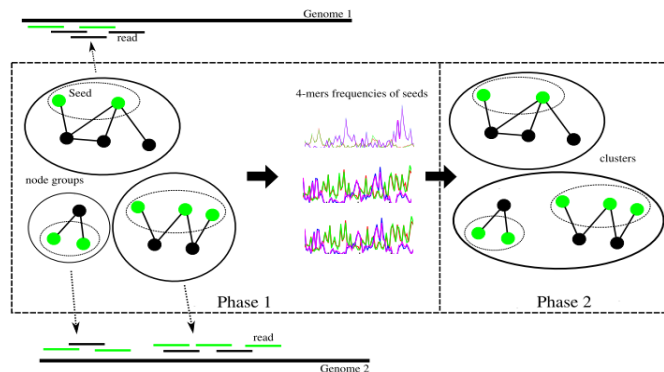 Genome 1
read
Seed
4-mers frequencies of seeds
node groups
clusters
Phase 1
Phase 2
read
Genome 2